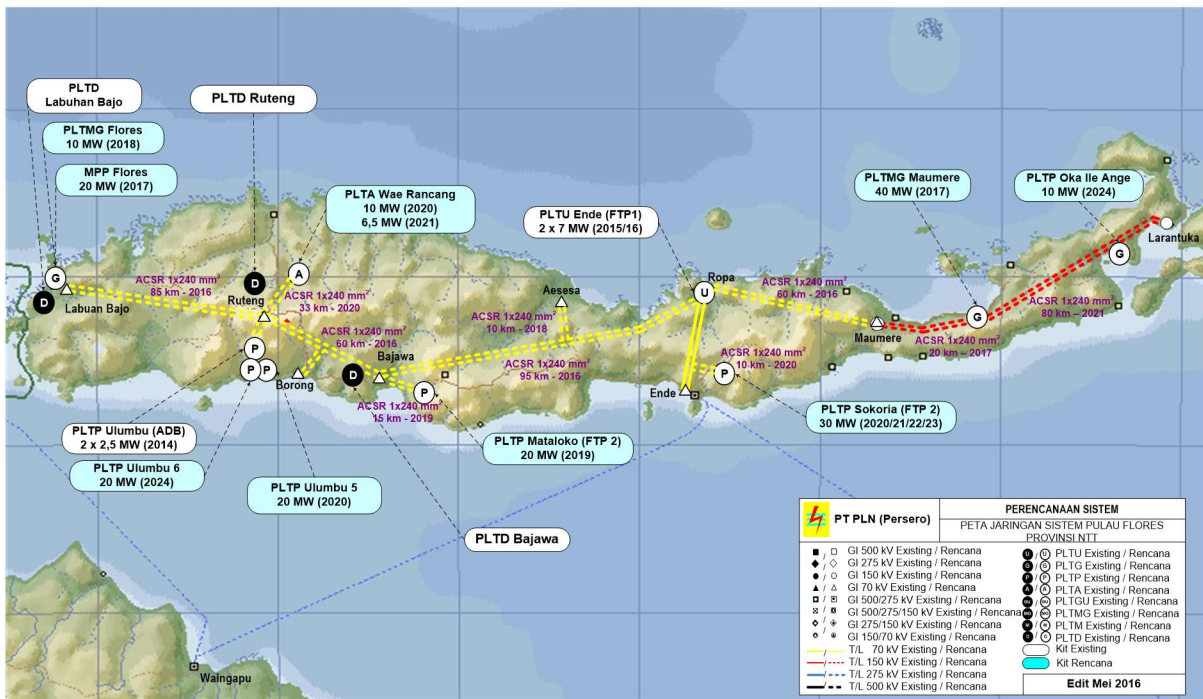 PLTD
Labuhan Bajo
PLTMG Flores
10 MW (2018)
MPP Flores
20 MW (2017)
PLTD Ruteng
PLTA Wae Rancang
10 MW (2020)
6,5 MW (2021)
PLTU Ende (FTP1)
2 x 7 MW (2015/16)
PLTMG Maumere
40 MW (2017)
PLTP Oka Ile Ange
10 MW (2024)
Larantuka
G
G
A
D
D
U
G
Ropa
Aesesa
Ruteng
Labuan Bajo
Maumere
ACSR 1x240 mm²
85 km - 2016
ACSR 1x240 mm²
33 km - 2020
ACSR 1x240 mm²
10 km - 2018
ACSR 1x240 mm²
60 km - 2016
ACSR 1x240 mm²
80 km – 2021
ACSR 1x240 mm²
60 km - 2016
ACSR 1x240 mm²
95 km - 2016
ACSR 1x240 mm²
10 km - 2020
ACSR 1x240 mm²
20 km – 2017
P
P
P
Borong
D
Bajawa
P
Ende
P
ACSR 1x240 mm²
15 km - 2019
PLTP Ulumbu (ADB)
2 x 2,5 MW (2014)
PLTP Ulumbu 6
20 MW (2024)
PLTP Ulumbu 5
20 MW (2020)
PLTP Mataloko (FTP 2)
20 MW (2019)
PLTP Sokoria (FTP 2)
30 MW (2020/21/22/23)
PLTD Bajawa
Waingapu
PT PLN (Persero)
PERENCANAAN SISTEM
PETA JARINGAN SISTEM PULAU FLORES
PROVINSI NTT
GI 500 kV Existing / Rencana
GI 275 kV Existing / Rencana
GI 150 kV Existing / Rencana
GI 70 kV Existing / Rencana
GI 500/275 kV Existing / Rencana
GI 500/275/150 kV Existing / Rencana
GI 275/150 kV Existing / Rencana
GI 150/70 kV Existing / Rencana
T/L 70 kV Existing / Rencana
T/L 150 kV Existing / Rencana
T/L 275 kV Existing / Rencana
T/L 500 kV Existing / Rencana
U / U PLTU Existing / Rencana
G / G PLTG Existing / Rencana
P / P PLTP Existing / Rencana
A / A PLTA Existing / Rencana
GU / GU PLTGU Existing / Rencana
MG / MG PLTMG Existing / Rencana
M / M PLTM Existing / Rencana
D / D PLTD Existing / Rencana
Kit Existing
Kit Rencana
Edit Mei 2016